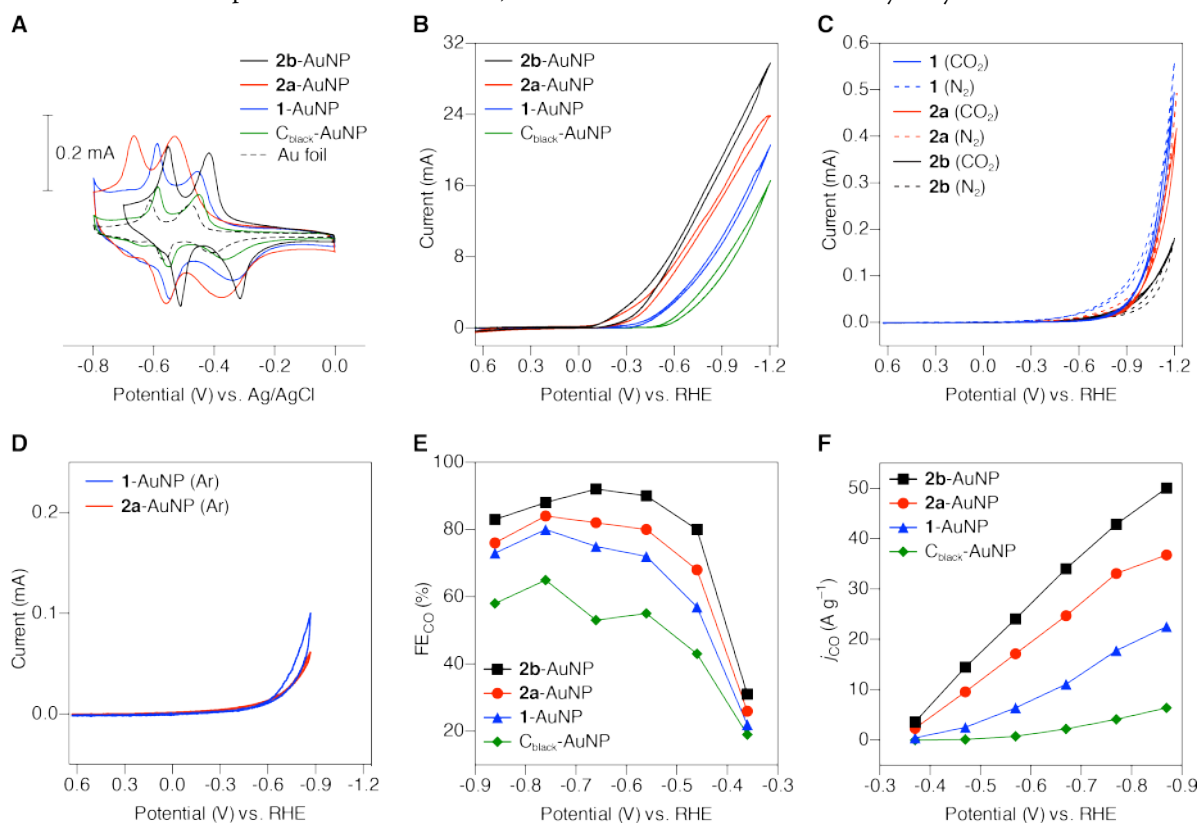 A
2b-AuNP
2a-AuNP
1-AuNP
Cblack-AuNP
Au foil
0.2 mA
-0.8 -0.6 -0.4 -0.2 0.0
Potential (V) vs. Ag/AgCl
B
2b-AuNP
2a-AuNP
1-AuNP
Cblack-AuNP
Current (mA)
32
24
16
8
0
0.6 0.3 0.0 -0.3 -0.6 -0.9 -1.2
Potential (V) vs. RHE
C
1 (CO2)
1 (N2)
2a (CO2)
2a (N2)
2b (CO2)
2b (N2)
Current (mA)
0.6
0.5
0.4
0.3
0.2
0.1
0.0
0.6 0.3 0.0 -0.3 -0.6 -0.9 -1.2
Potential (V) vs. RHE
D
1-AuNP (Ar)
2a-AuNP (Ar)
Current (mA)
0.2
0.1
0.0
0.6 0.3 0.0 -0.3 -0.6 -0.9 -1.2
Potential (V) vs. RHE
E
FECO (%)
100
80
60
40
20
2b-AuNP
2a-AuNP
1-AuNP
Cblack-AuNP
-0.9 -0.8 -0.7 -0.6 -0.5 -0.4 -0.3
Potential (V) vs. RHE
F
2b-AuNP
2a-AuNP
1-AuNP
Cblack-AuNP
jCO (A g–1)
50
40
30
20
10
0
-0.3 -0.4 -0.5 -0.6 -0.7 -0.8 -0.9
Potential (V) vs. RHE